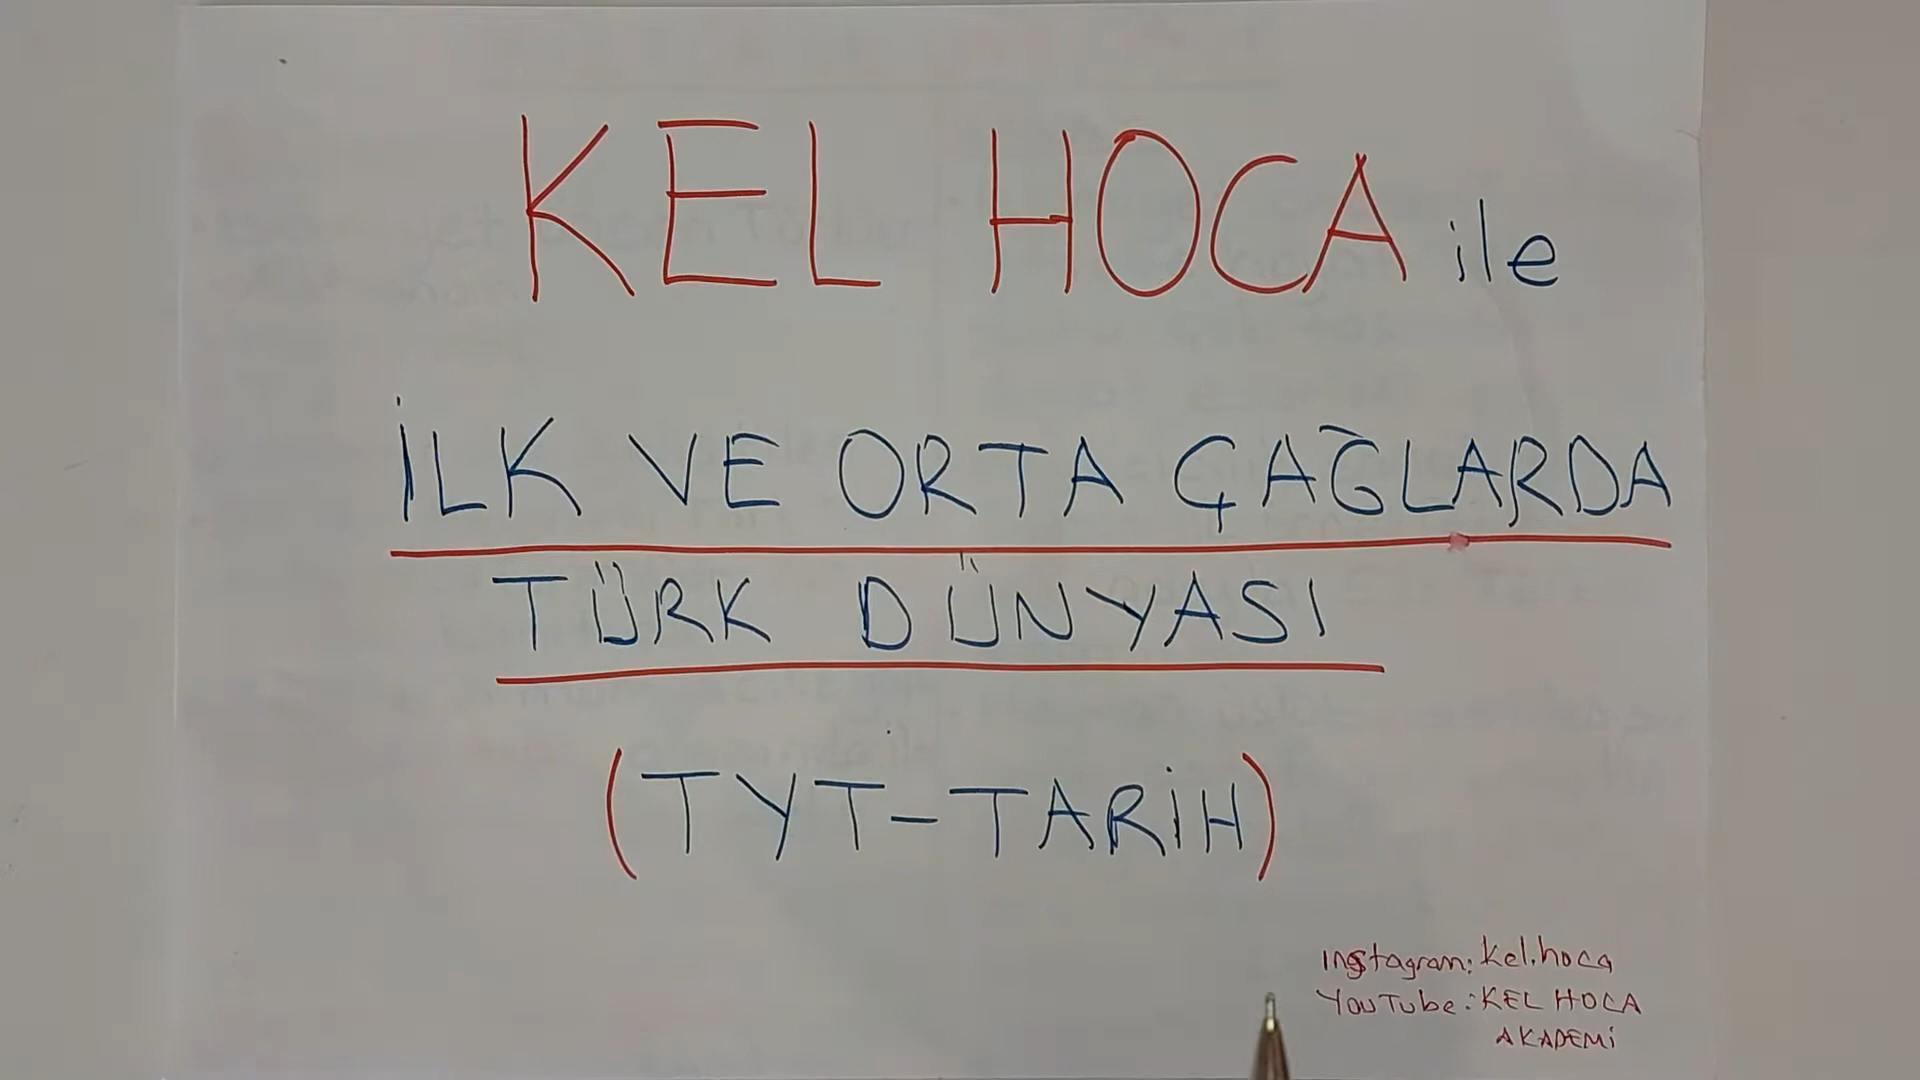 KEL HOCA ile
İLK VE ORTA ÇAĞLARDA
TÜRK DÜNYASI
(TYT-TARİH)
instagram: kel.hoca
YouTube: KEL HOCA
AKADEMİ